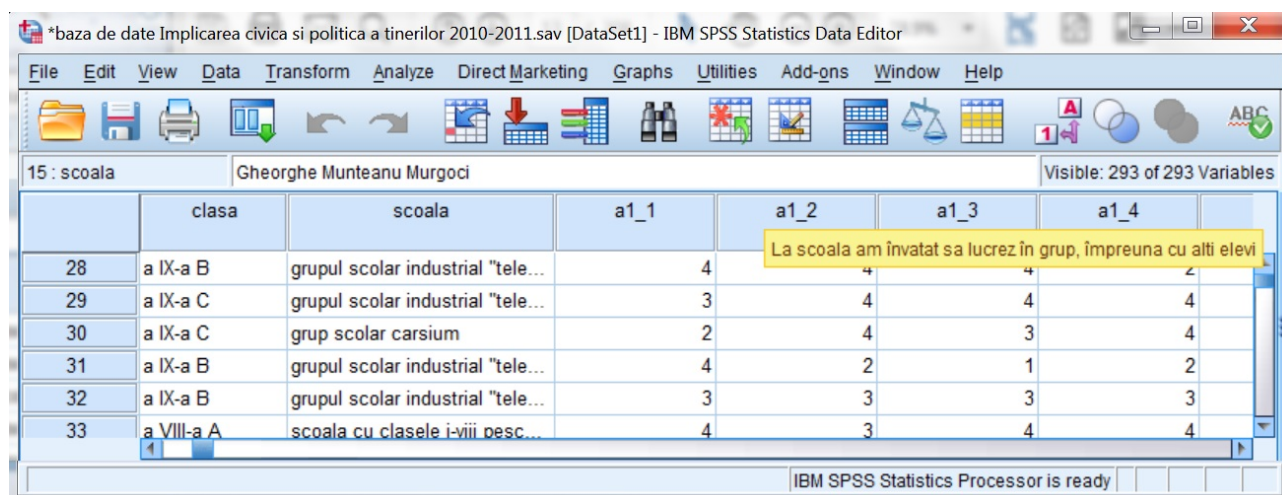 *baza de date Implicarea civica si politica a tinerilor 2010-2011.sav [DataSet1] - IBM SPSS Statistics Data Editor
File Edit View Data Transform Analyze Direct Marketing Graphs Utilities Add-ons Window Help
A 1 ABC
15 : scoala Gheorghe Munteanu Murgoci Visible: 293 of 293 Variables
clasa scoala a1_1 a1_2 a1_3 a1_4
La scoala am învatat sa lucrez în grup, împreuna cu alti elevi
28 a IX-a B grupul scolar industrial "tele... 4 4 4 2
29 a IX-a C grupul scolar industrial "tele... 3 4 4 4
30 a IX-a C grup scolar carsium 2 4 3 4
31 a IX-a B grupul scolar industrial "tele... 4 2 1 2
32 a IX-a B grupul scolar industrial "tele... 3 3 3 3
33 a VIII-a A scoala cu clasele i-viii pesc... 4 3 4 4
IBM SPSS Statistics Processor is ready